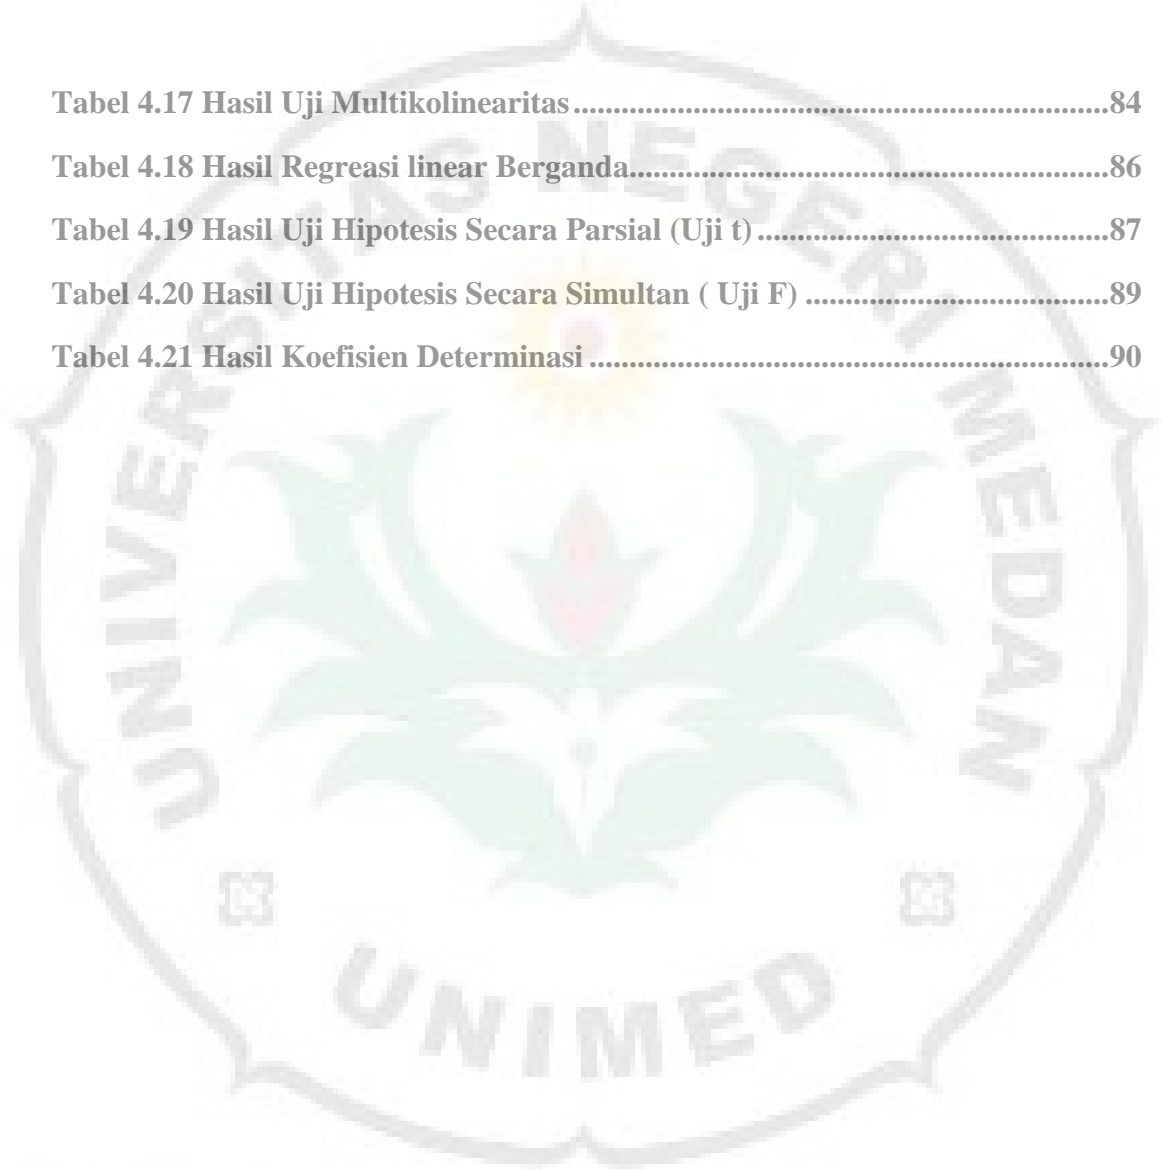 Tabel 4.17 Hasil Uji Multikolinearitas....................................................................84
Tabel 4.18 Hasil Regreasi linear Berganda.............................................................86
Tabel 4.19 Hasil Uji Hipotesis Secara Parsial (Uji t)............................................87
Tabel 4.20 Hasil Uji Hipotesis Secara Simultan ( Uji F) ......................................89
Tabel 4.21 Hasil Koefisien Determinasi..................................................................90
UNIVERSITAS NEGERI MEDAN
UNIMED